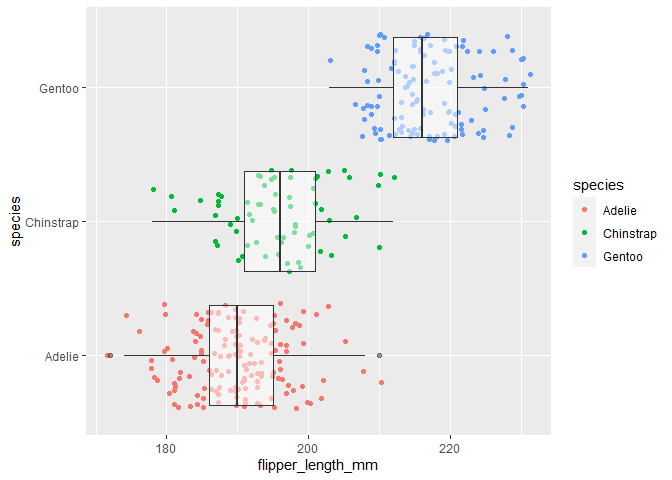 Gentoo
Chinstrap
Adelie
species
180
200
220
flipper_length_mm
species
Adelie
Chinstrap
Gentoo